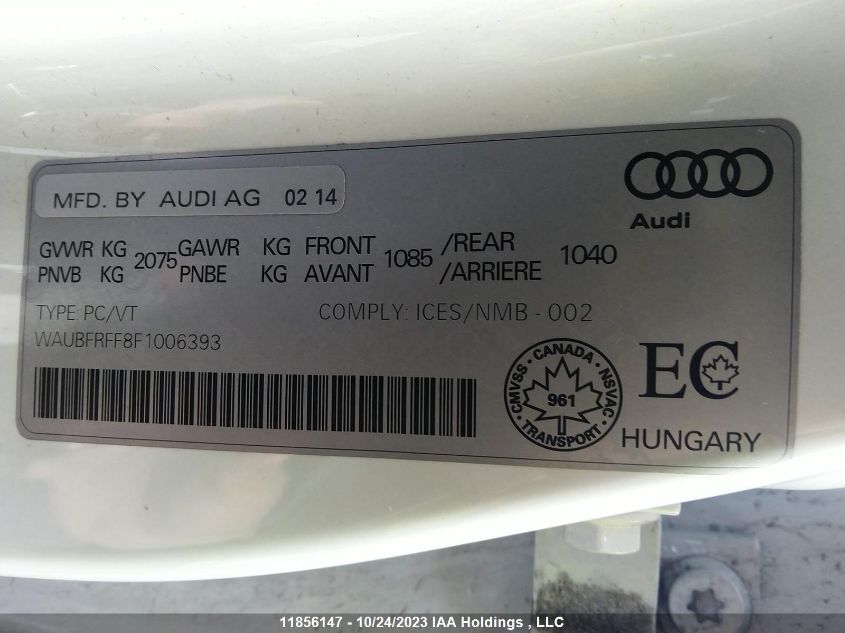 MFD. BY AUDI AG 02 14
Audi
GVWR KG 2075 GAWR KG FRONT 1085 /REAR 1040
PNVB KG PNBE KG AVANT /ARRIERE
TYPE: PC/VT COMPLY: ICES/NMB - 002
WAUBFRFF8F1006393
CANADA · NSVAC · TRANSPORT · CMVSS ·
961
EC
HUNGARY
11856147 - 10/24/2023 IAA Holdings , LLC